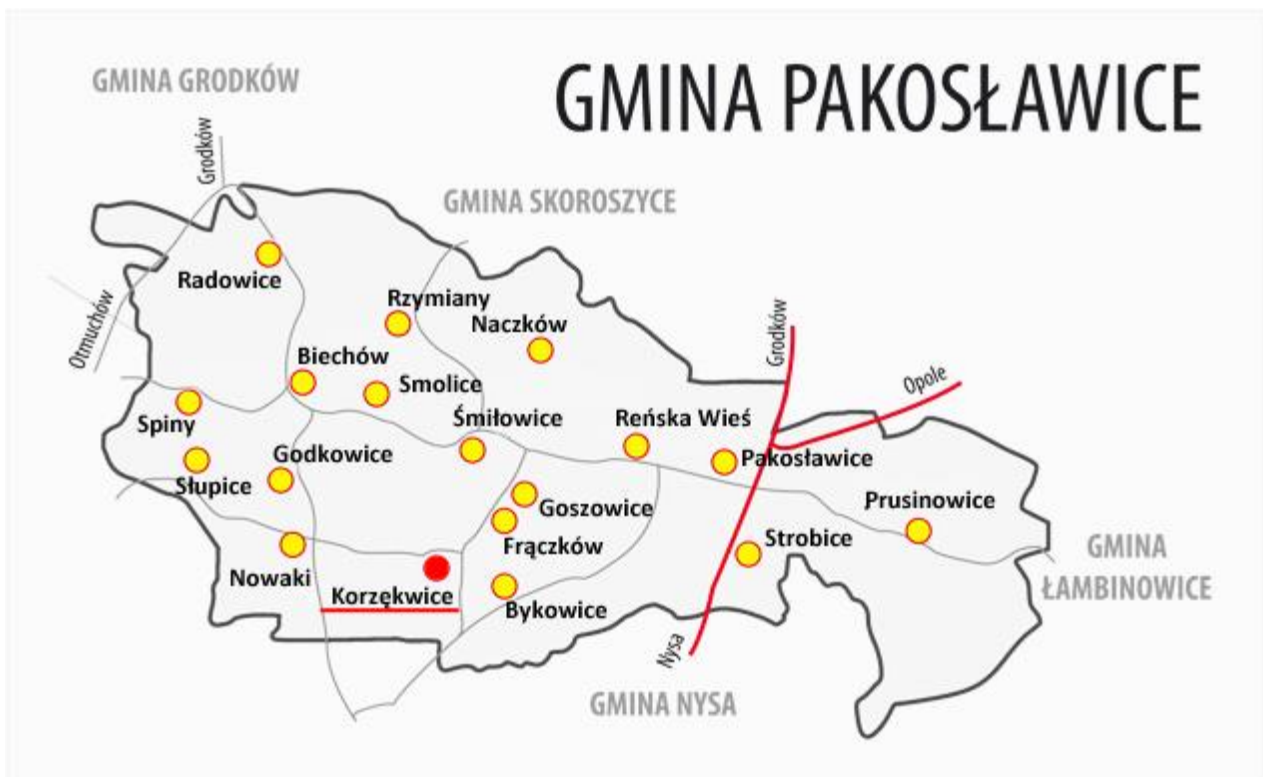 GMINA PAKOSŁAWICE
GMINA GRODKÓW
Grodków
GMINA SKOROSZYCE
Radowice
Rzymiany
Naczków
Otmuchów
Grodków
Biechów
Smolice
Opole
Spiny
Śmiłowice
Reńska Wieś
Godkowice
Pakosławice
Słupice
Goszowice
Prusinowice
Frączków
Strobice
GMINA
ŁAMBINOWICE
Nowaki
Korzękwice
Bykowice
Nysa
GMINA NYSA